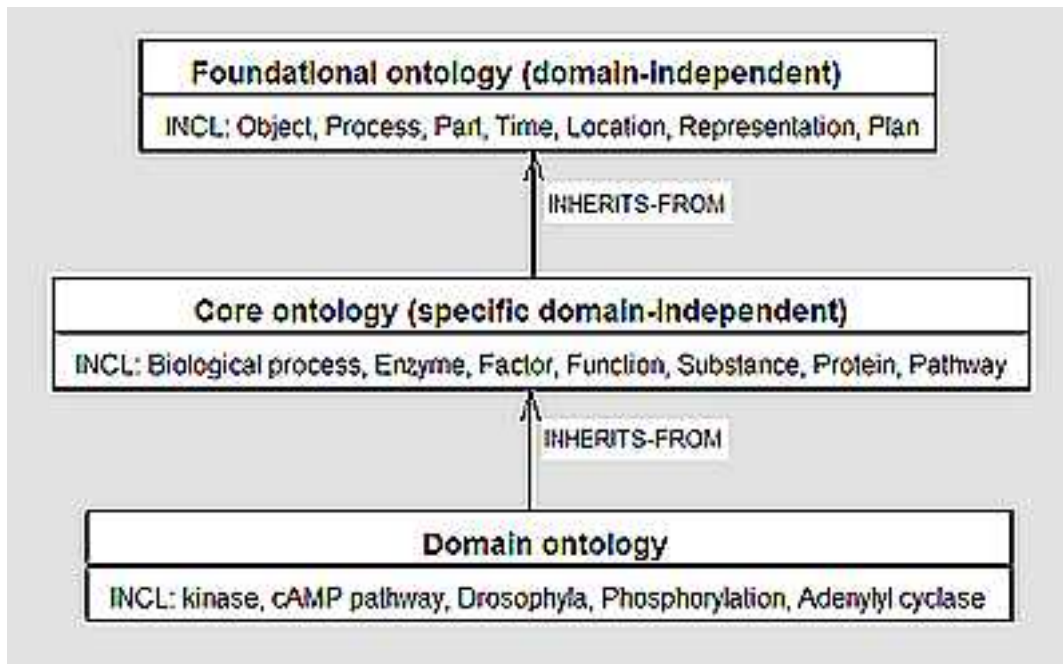 Foundational ontology (domain-independent)
INCL: Object, Process, Part, Time, Location, Representation, Plan
INHERITS-FROM
Core ontology (specific domain-independent)
INCL: Biological process, Enzyme, Factor, Function, Substance, Protein, Pathway
INHERITS-FROM
Domain ontology
INCL: kinase, cAMP pathway, Drosophyla, Phosphorylation, Adenylyl cyclase